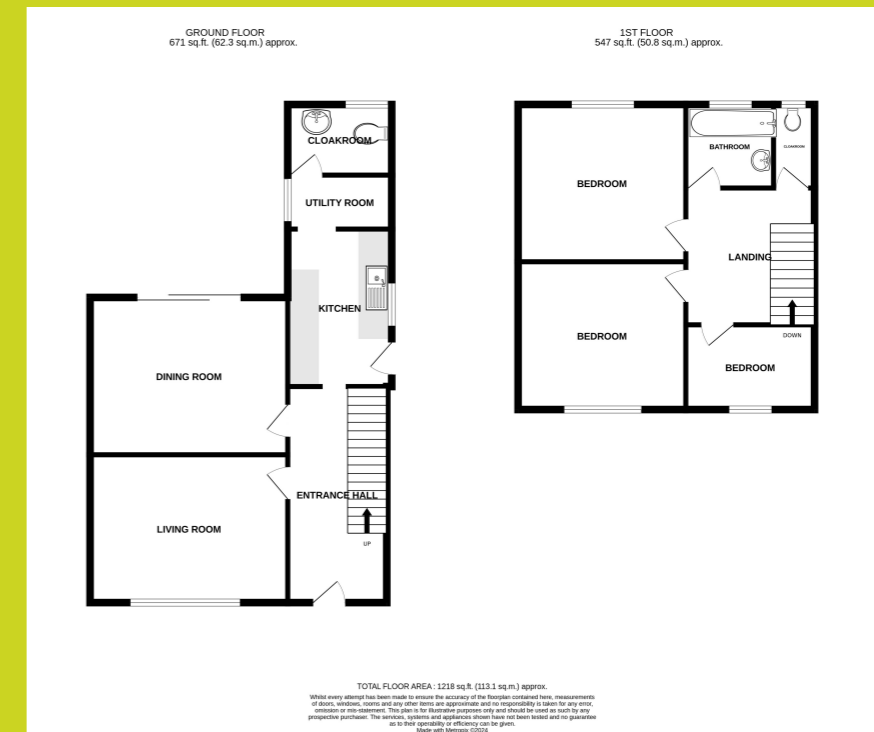 GROUND FLOOR
671 sq.ft. (62.3 sq.m.) approx.
1ST FLOOR
547 sq.ft. (50.8 sq.m.) approx.
CLOAKROOM
UTILITY ROOM
KITCHEN
DINING ROOM
LIVING ROOM
ENTRANCE HALL
UP
BEDROOM
BATHROOM
CLOAKROOM
LANDING
BEDROOM
DOWN
BEDROOM
TOTAL FLOOR AREA : 1218 sq.ft. (113.1 sq.m.) approx.
Whilst every attempt has been made to ensure the accuracy of the floorplan contained here, measurements
of doors, windows, rooms and any other items are approximate and no responsibility is taken for any error,
omission or mis-statement. This plan is for illustrative purposes only and should be used as such by any
prospective purchaser. The services, systems and appliances shown have not been tested and no guarantee
as to their operability or efficiency can be given.
Made with Metropix ©2024